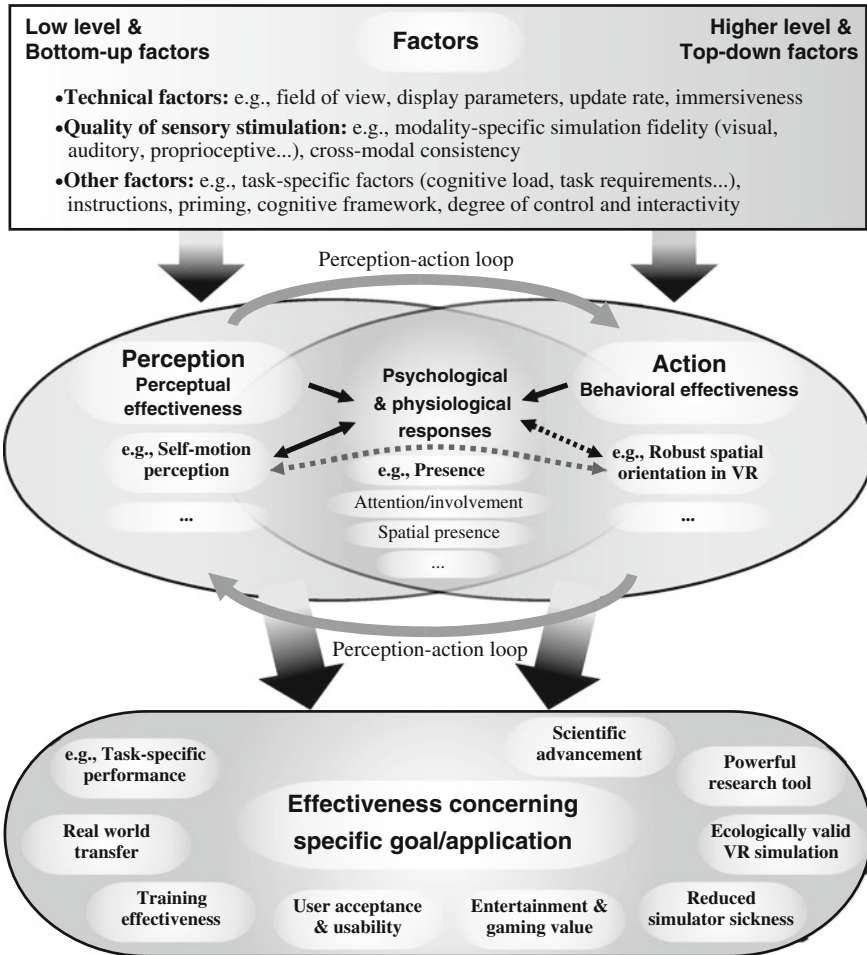 Low level &
Bottom-up factors
Factors
Higher level &
Top-down factors
•Technical factors: e.g., field of view, display parameters, update rate, immersiveness
•Quality of sensory stimulation: e.g., modality-specific simulation fidelity (visual,
auditory, proprioceptive...), cross-modal consistency
•Other factors: e.g., task-specific factors (cognitive load, task requirements...),
instructions, priming, cognitive framework, degree of control and interactivity
Perception-action loop
Perception
Perceptual
effectiveness
e.g., Self-motion
perception
...
Psychological
& physiological
responses
e.g., Presence
Attention/involvement
Spatial presence
...
Action
Behavioral effectiveness
e.g., Robust spatial
orientation in VR
...
Perception-action loop
e.g., Task-specific
performance
Scientific
advancement
Powerful
research tool
Effectiveness concerning
specific goal/application
Real world
transfer
Ecologically valid
VR simulation
Training
effectiveness
User acceptance
& usability
Entertainment &
gaming value
Reduced
simulator sickness